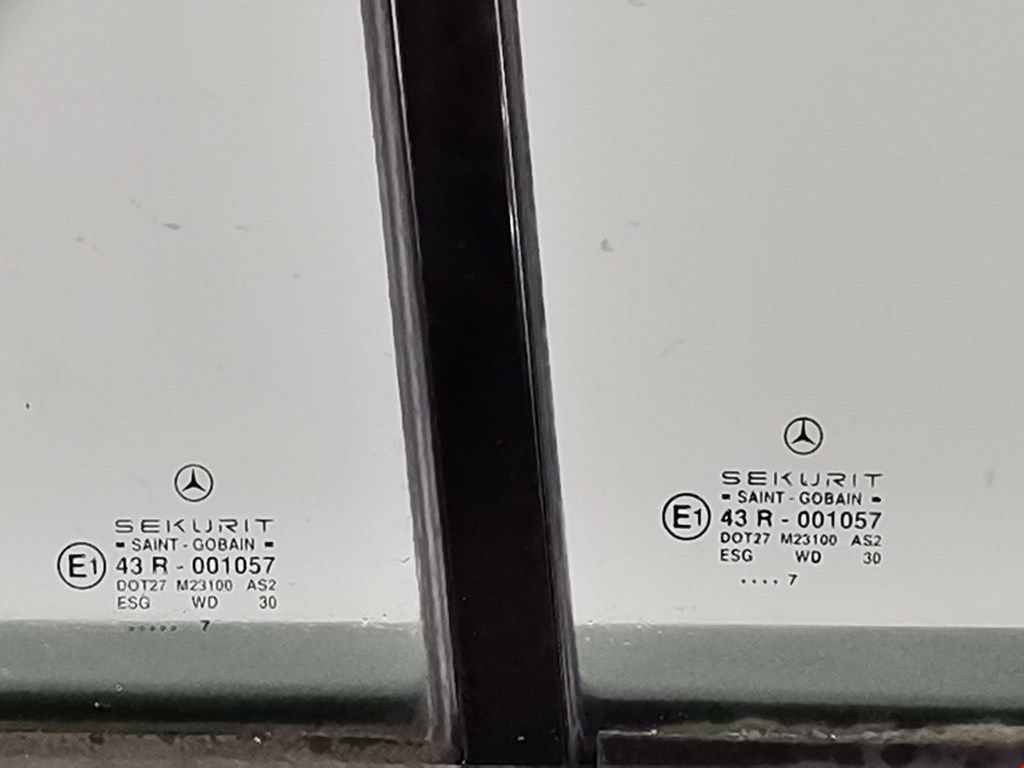 SEKURIT
SAINT - GOBAIN
E1 43 R - 001057
DOT27 M23100 AS2
ESG WD 30
..... 7
SEKURIT
SAINT - GOBAIN
E1 43 R - 001057
DOT27 M23100 AS2
ESG WD 30
.... 7